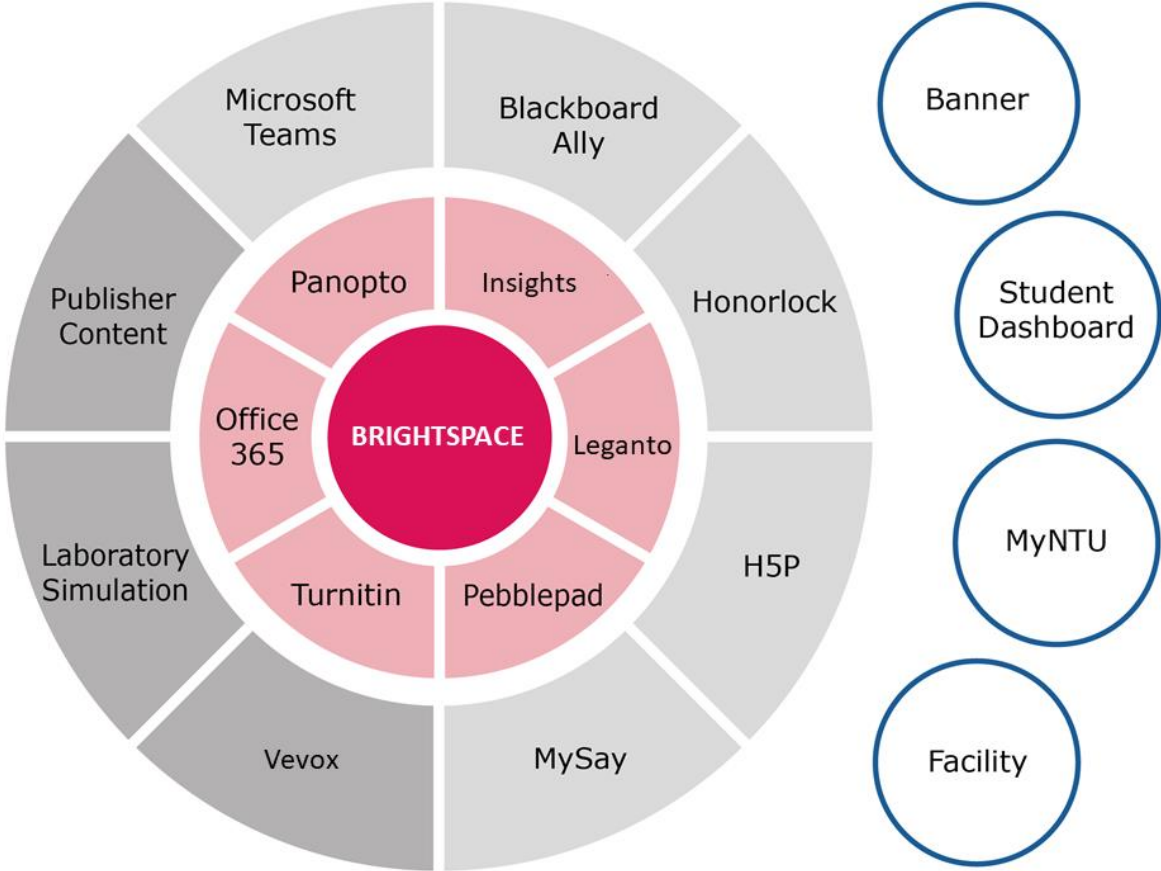 Microsoft
Teams
Blackboard
Ally
Banner
Publisher
Content
Panopto
Insights
Honorlock
Student
Dashboard
Office
365
BRIGHTSPACE
Leganto
Laboratory
Simulation
Turnitin
Pebblepad
H5P
MyNTU
Vevox
MySay
Facility